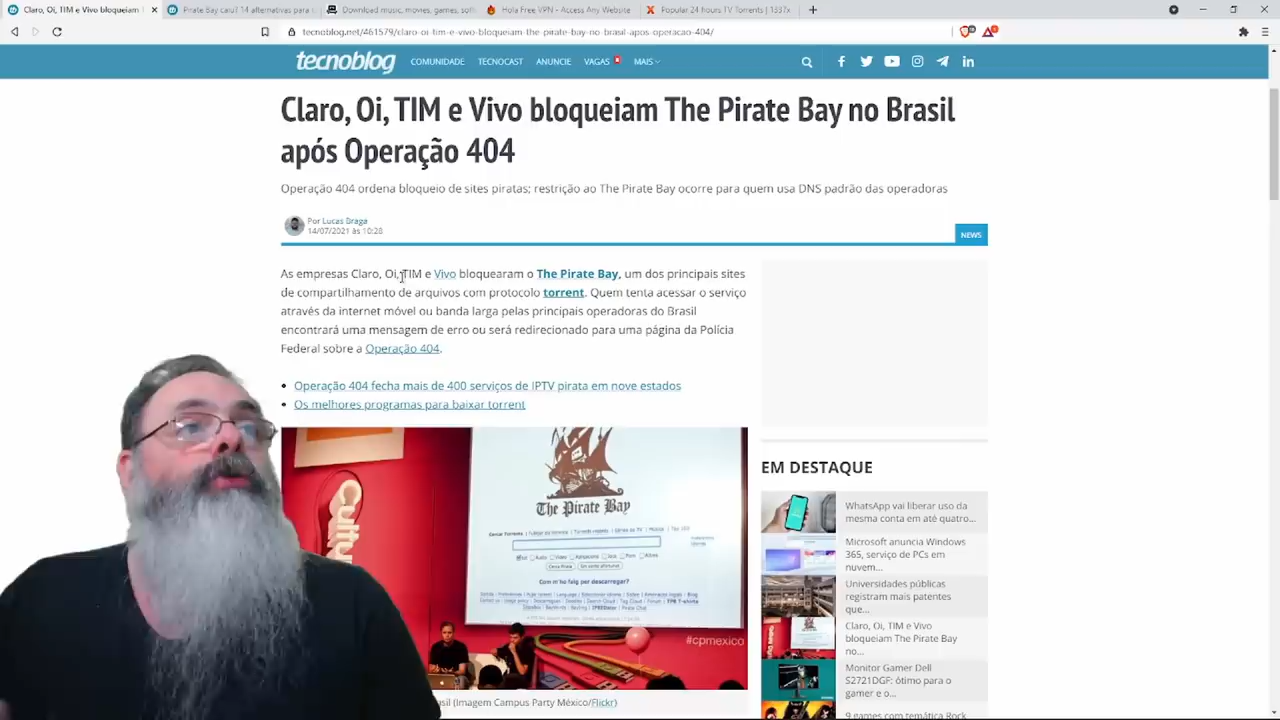 Claro, Oi, TIM e Vivo bloqueiam
Pirate Bay caiu? 14 alternativas para
Download music, movies, games, soft
Hola Free VPN - Access Any Website
Popular 24 hours TV Torrents | 1337x
tecnoblog.net/461579/claro-oi-tim-e-vivo-bloqueiam-the-pirate-bay-no-brasil-apos-operacao-404/
tecnoblog
COMUNIDADE
TECNOCAST
ANUNCIE
VAGAS
MAIS
Claro, Oi, TIM e Vivo bloqueiam The Pirate Bay no Brasil
após Operação 404
Operação 404 ordena bloqueio de sites piratas; restrição ao The Pirate Bay ocorre para quem usa DNS padrão das operadoras
Por Lucas Braga
14/07/2021 às 10:28
NEWS
As empresas Claro, Oi, TIM e Vivo bloquearam o The Pirate Bay, um dos principais sites
de compartilhamento de arquivos com protocolo torrent. Quem tenta acessar o serviço
através da internet móvel ou banda larga pelas principais operadoras do Brasil
encontrará uma mensagem de erro ou será redirecionado para uma página da Polícia
Federal sobre a Operação 404.
Operação 404 fecha mais de 400 serviços de IPTV pirata em nove estados
Os melhores programas para baixar torrent
The Pirate Bay
#cpmexico
asil (Imagem Campus Party México/Flickr)
EM DESTAQUE
WhatsApp vai liberar uso da
mesma conta em até quatro...
Microsoft anuncia Windows
365, serviço de PCs em
nuvem...
Universidades públicas
registram mais patentes
que...
Claro, Oi, TIM e Vivo
bloqueiam The Pirate Bay
no...
Monitor Gamer Dell
S2721DGF: ótimo para o
gamer e o...
9 games com temática Rock